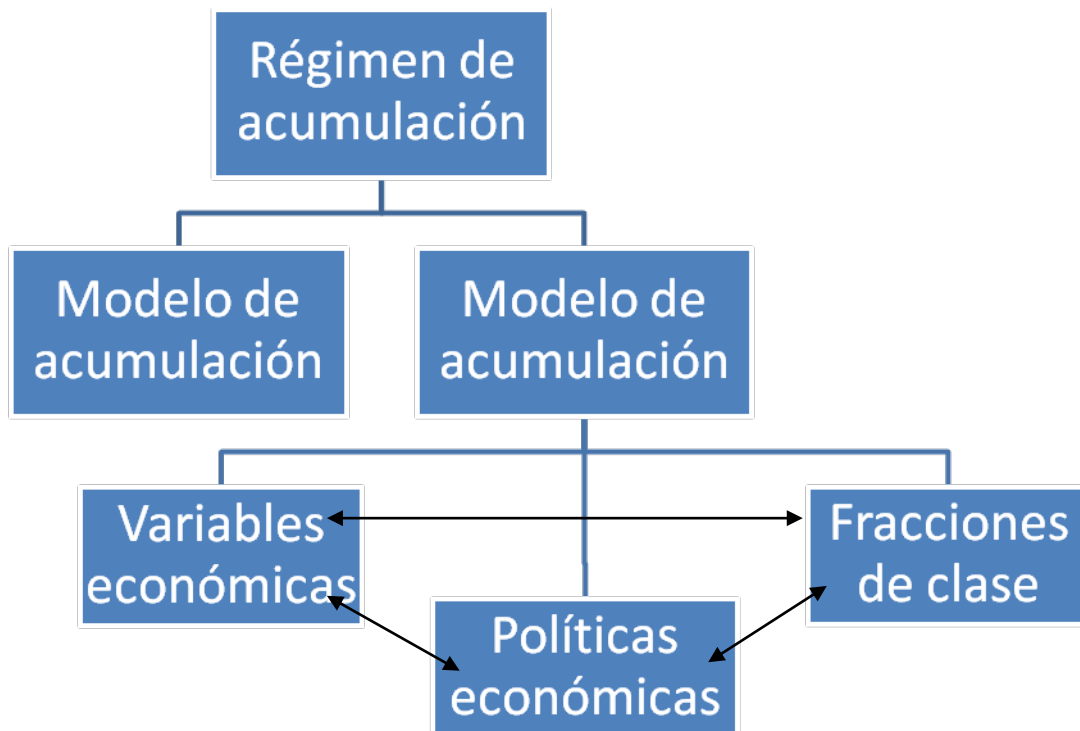 Régimen de
acumulación
Modelo de
acumulación
Modelo de
acumulación
Variables
económicas
Fracciones
de clase
Políticas
económicas